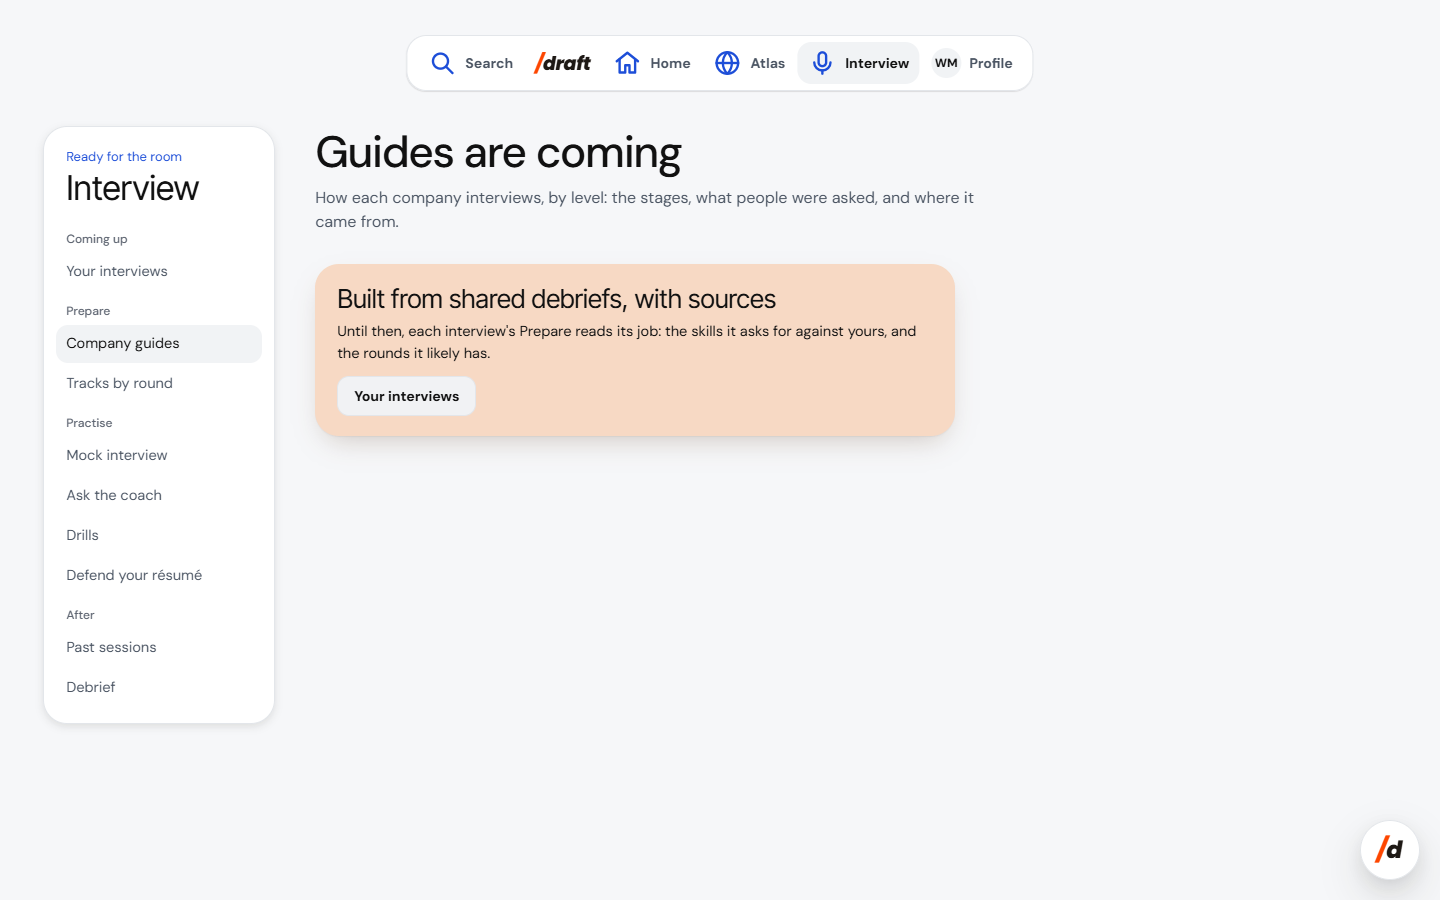 Search
/draft
Home
Atlas
Interview
WM
Profile
Ready for the room
Interview
Coming up
Your interviews
Prepare
Company guides
Tracks by round
Practise
Mock interview
Ask the coach
Drills
Defend your résumé
After
Past sessions
Debrief
Guides are coming
How each company interviews, by level: the stages, what people were asked, and where it
came from.
Built from shared debriefs, with sources
Until then, each interview's Prepare reads its job: the skills it asks for against yours, and
the rounds it likely has.
Your interviews
/d